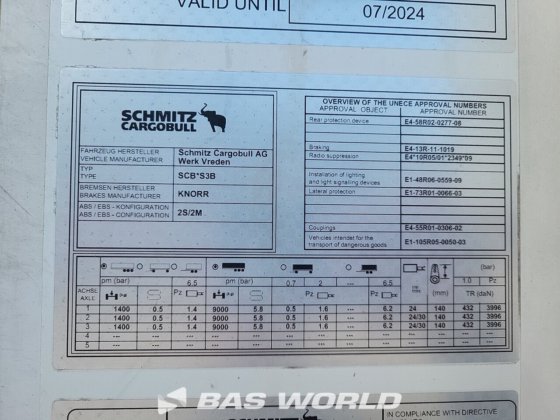 VALID UNTIL 07/2024
SCHMITZ
CARGOBULL
FAHRZEUG HERSTELLER Schmitz Cargobull AG
VEHICLE MANUFACTURER Werk Vreden
TYP
TYPE SCB*S3B
BREMSEN HERSTELLER
BRAKES MANUFACTURER KNORR
ABS / EBS - KONFIGURATION
ABS / EBS - CONFIGURATION 2S/2M
OVERVIEW OF THE UNECE APPROVAL NUMBERS
APPROVAL OBJECT APPROVAL NUMBER
Rear protection device E4-58R02-0277-06
Braking E4-13R-11-1019
Radio suppression E4*10R05/01*2349*09
Installation of lighting
and light signalling devices E1-48R06-0559-09
Lateral protection E1-73R01-0066-03
Couplings E4-55R01-0306-02
Vehicles intendet for the
transport of dangerous goods E1-105R05-0050-03
(bar)
pm (bar) 6.5 pm (bar) 0.7 2 --- 6.5 1.0 Pz
ACHSE
AXLE Pz Pz Pz (mm) TR (daN)
1 1400 0.5 1.4 9000 5.8 0.5 1.6 --- 6.2 24 140 432 3996
2 1400 0.5 1.4 9000 5.8 0.5 1.6 --- 6.2 24/30 140 432 3996
3 1400 0.5 1.4 9000 5.8 0.5 1.6 --- 6.2 24/30 140 432 3996
4 --- --- --- --- --- --- --- --- --- --- --- --- ---
5 --- --- --- --- --- --- --- --- --- --- --- --- ---
BAS WORLD
SCHMITZ
IN COMPLIANCE WITH DIRECTIVE